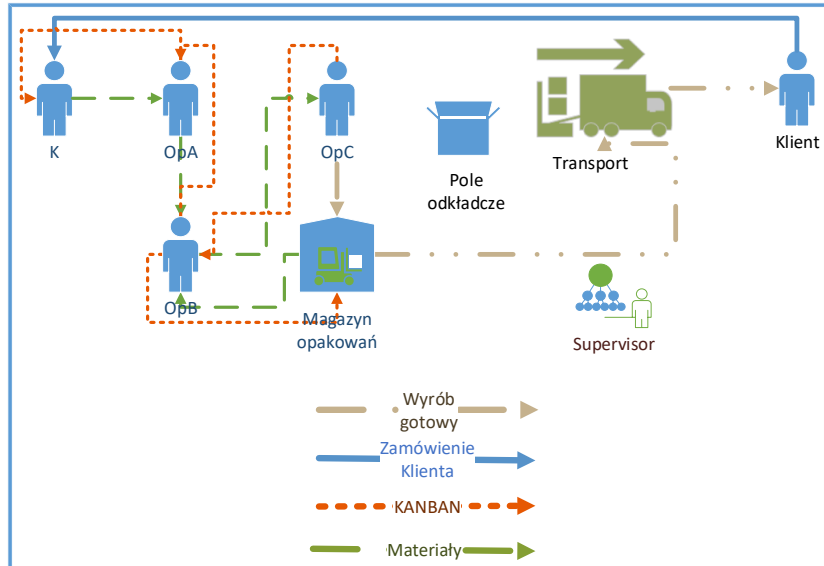 K
OpA
OpC
Pole
odkładcze
Transport
Klient
OpB
Magazyn
opakowań
Supervisor
Wyrób
gotowy
Zamówienie
Klienta
KANBAN
Materiały